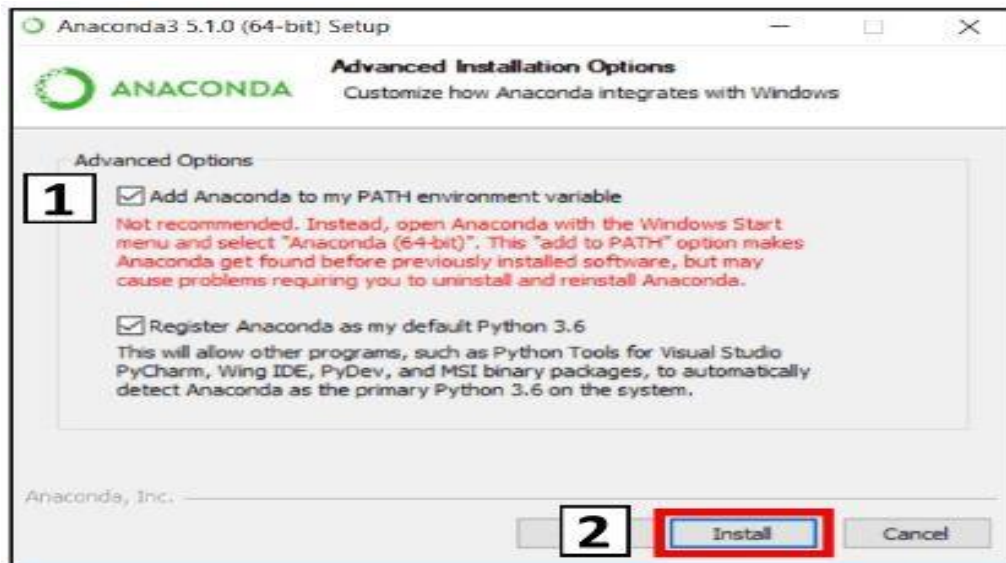 Anaconda3 5.1.0 (64-bit) Setup
ANACONDA
Advanced Installation Options
Customize how Anaconda integrates with Windows
Advanced Options
1
Add Anaconda to my PATH environment variable
Not recommended. Instead, open Anaconda with the Windows Start
menu and select "Anaconda (64-bit)". This "add to PATH" option makes
Anaconda get found before previously installed software, but may
cause problems requiring you to uninstall and reinstall Anaconda.
Register Anaconda as my default Python 3.6
This will allow other programs, such as Python Tools for Visual Studio
PyCharm, Wing IDE, PyDev, and MSI binary packages, to automatically
detect Anaconda as the primary Python 3.6 on the system.
Anaconda, Inc.
2
Install
Cancel